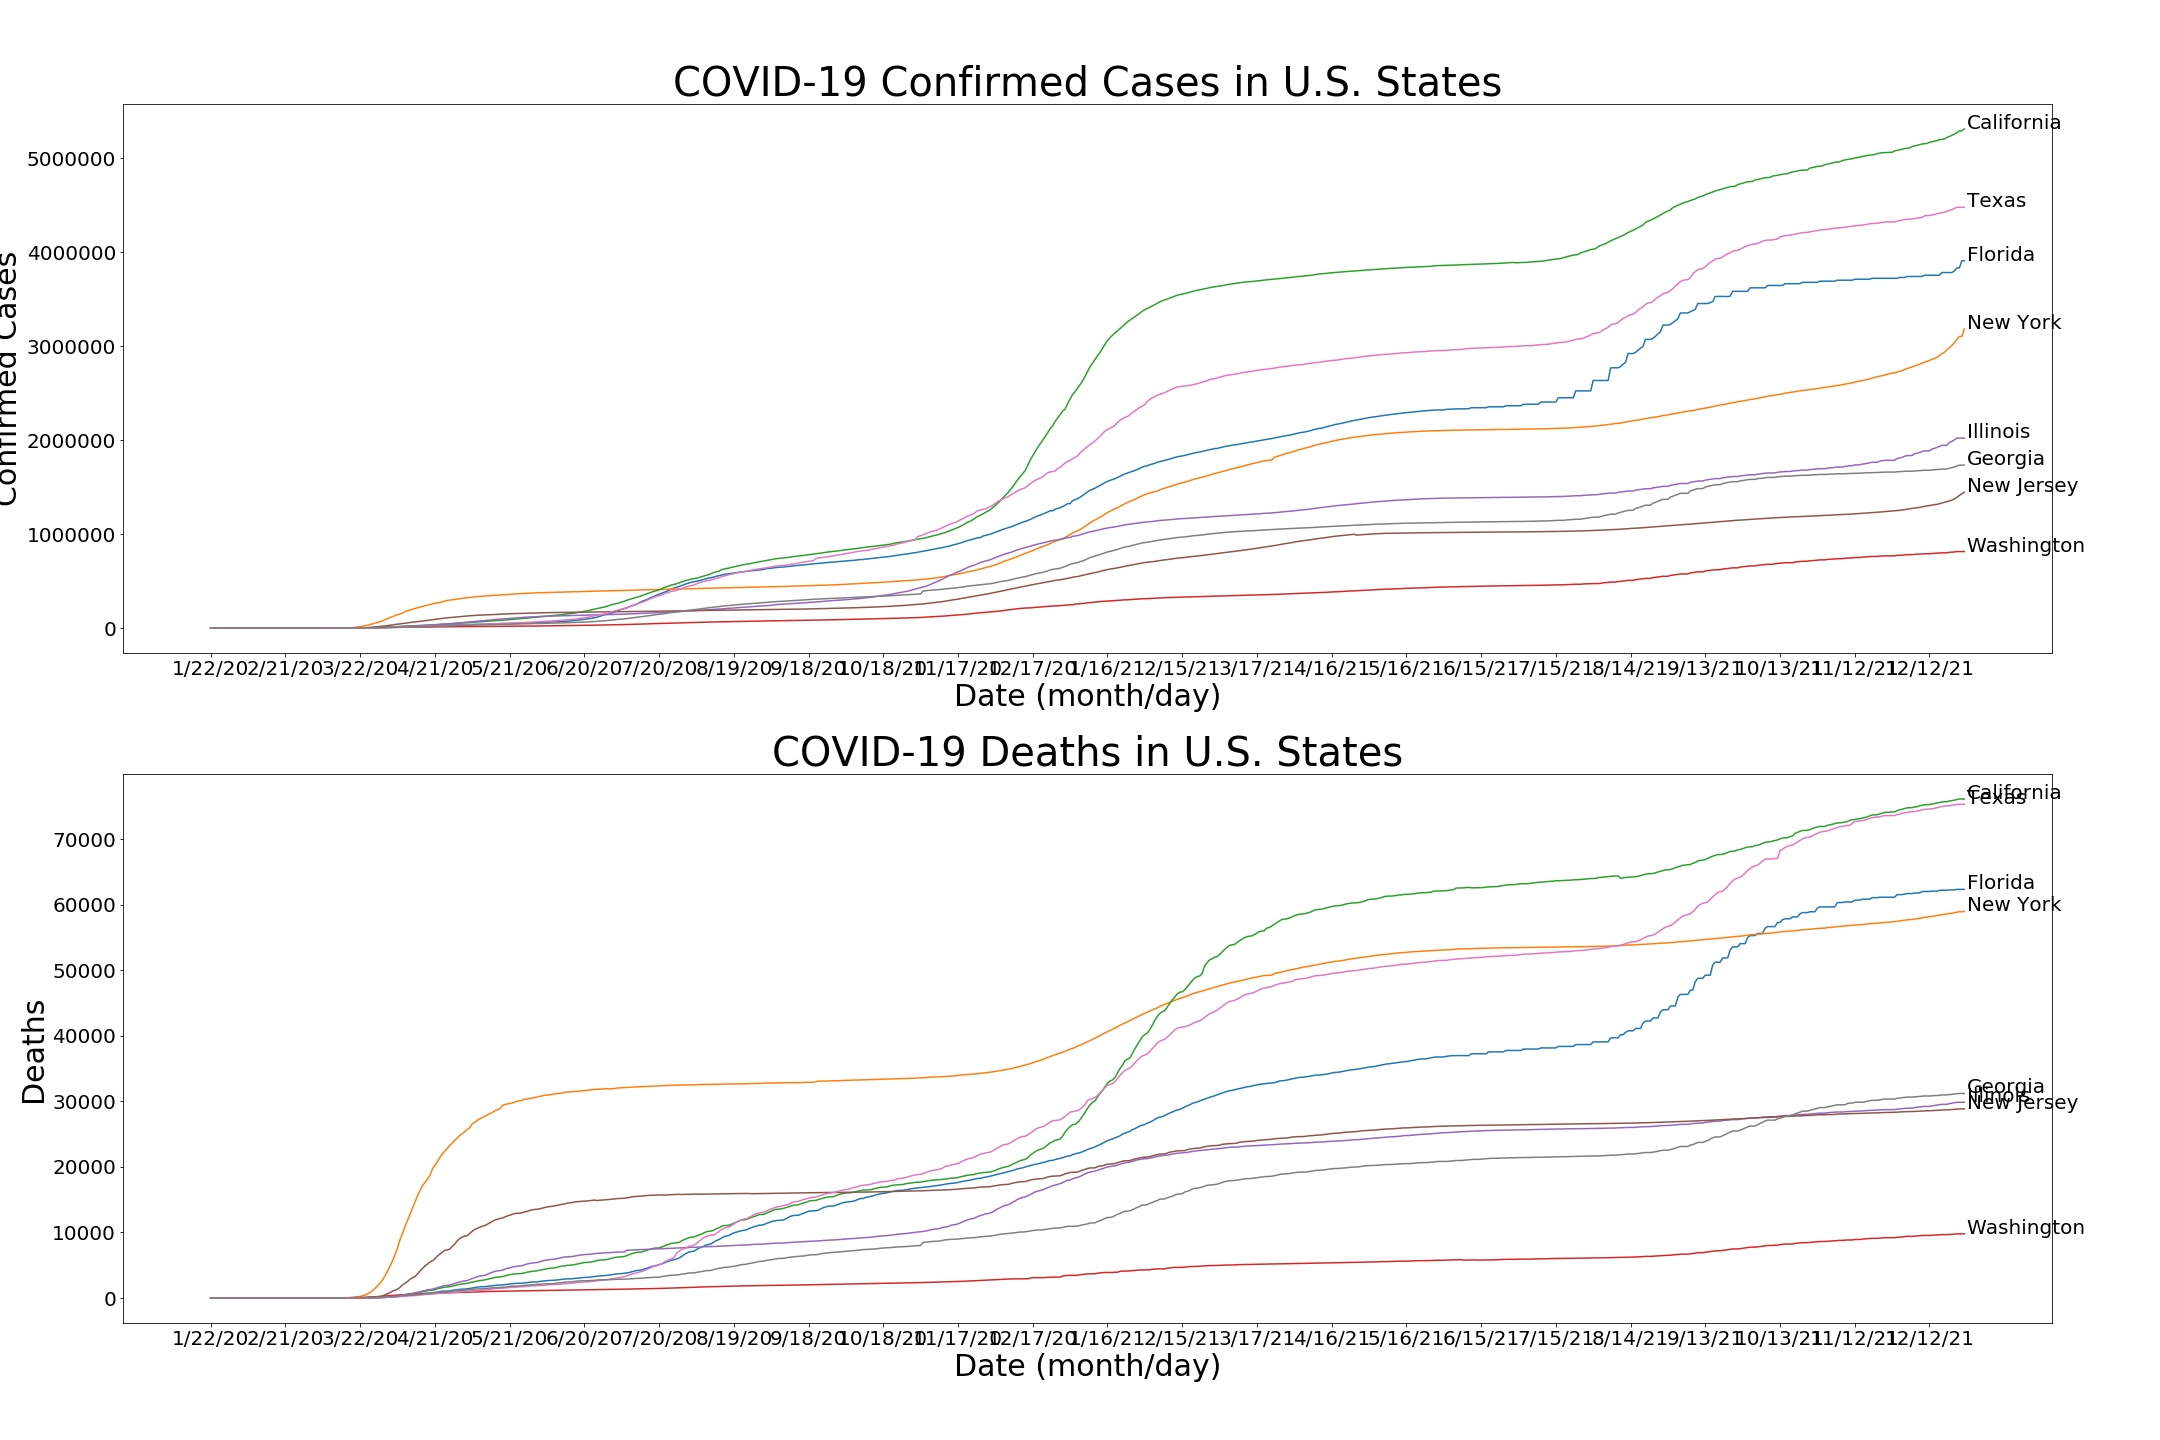 COVID-19 Confirmed Cases in U.S. States
Confirmed Cases
5000000
4000000
3000000
2000000
1000000
0
California
Texas
Florida
New York
Illinois
Georgia
New Jersey
Washington
1/22/20 2/21/20 3/22/20 4/21/20 5/21/20 6/20/20 7/20/20 8/19/20 9/18/20 10/18/20 11/17/20 12/17/20 1/16/21 2/15/21 3/17/21 4/16/21 5/16/21 6/15/21 7/15/21 8/14/21 9/13/21 10/13/21 11/12/21 12/12/21
Date (month/day)
COVID-19 Deaths in U.S. States
Deaths
70000
60000
50000
40000
30000
20000
10000
0
California
Texas
Florida
New York
Georgia
Illinois
New Jersey
Washington
1/22/20 2/21/20 3/22/20 4/21/20 5/21/20 6/20/20 7/20/20 8/19/20 9/18/20 10/18/20 11/17/20 12/17/20 1/16/21 2/15/21 3/17/21 4/16/21 5/16/21 6/15/21 7/15/21 8/14/21 9/13/21 10/13/21 11/12/21 12/12/21
Date (month/day)